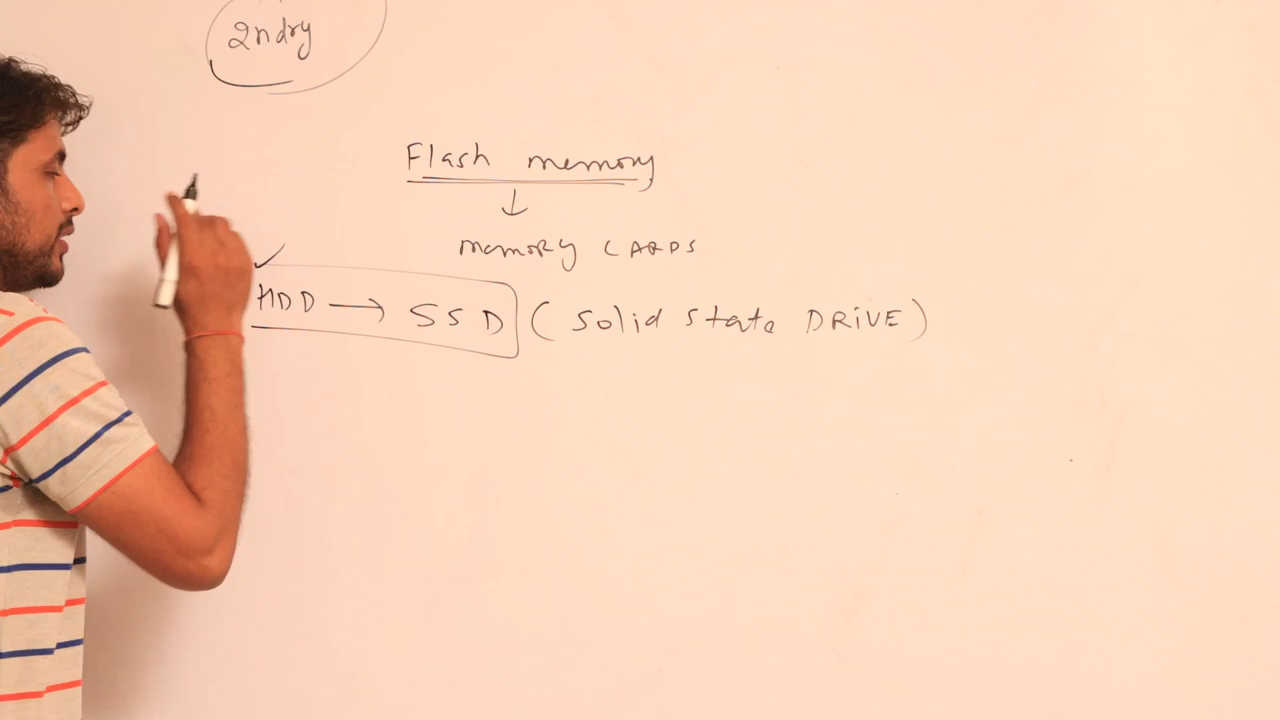 2ndry
Flash memory
↓
memory CARDS
HDD → SSD (Solid State DRiVE)